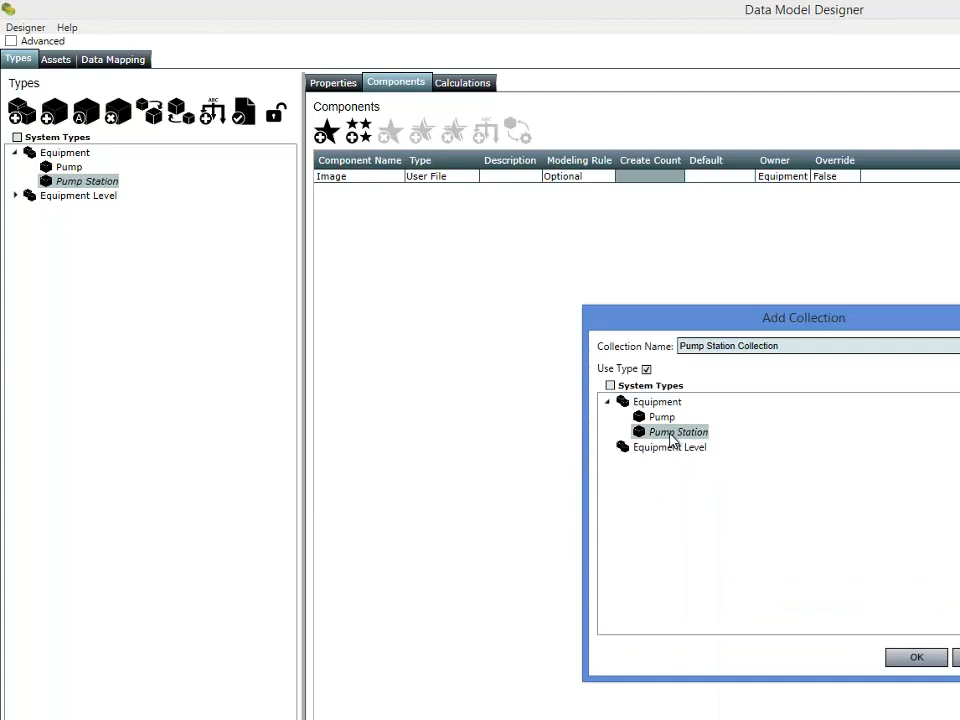 Data Model Designer
Designer Help
Advanced
Types Assets Data Mapping
Types
ABC
System Types
Equipment
Pump
Pump Station
Equipment Level
Properties Components Calculations
Components
ABC
Component Name Type Description Modeling Rule Create Count Default Owner Override
Image User File Optional Equipment False
Add Collection
Collection Name: Pump Station Collection
Use Type
System Types
Equipment
Pump
Pump Station
Equipment Level
OK